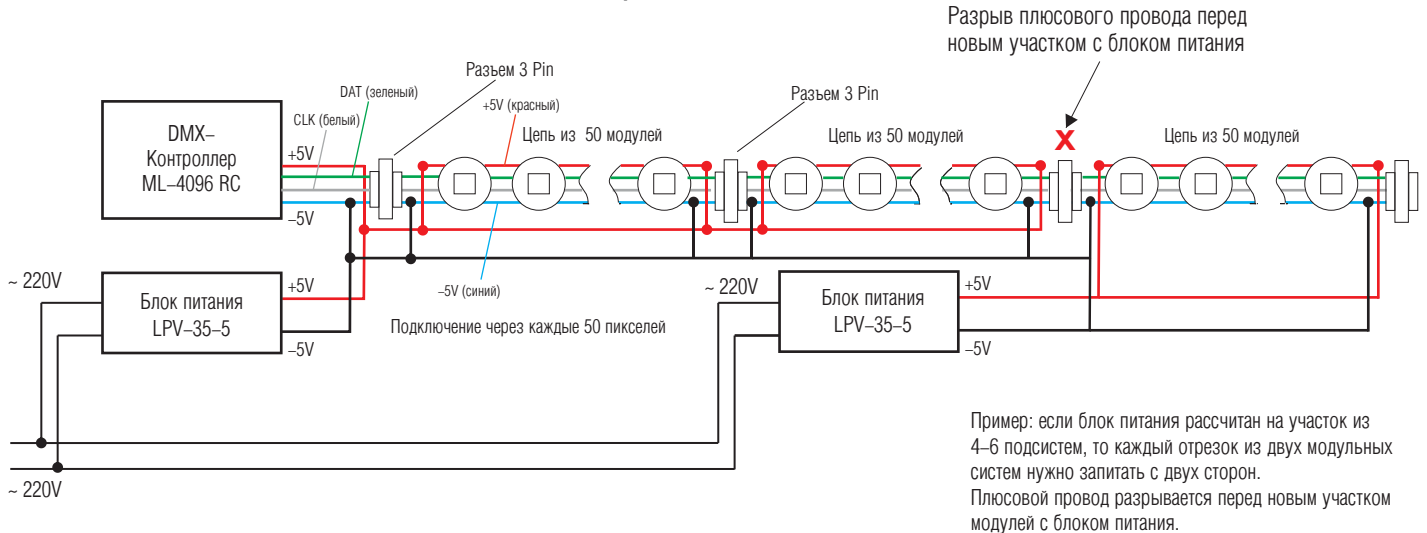 Разрыв плюсового провода перед
новым участком с блоком питания
Разъем 3 Pin
DAT (зеленый)
+5V (красный)
Разъем 3 Pin
CLK (белый)
X
DMX–
Контроллер
ML–4096 RC
+5V
–5V
Цепь из 50 модулей
Цепь из 50 модулей
Цепь из 50 модулей
~ 220V
Блок питания
LPV–35–5
+5V
–5V
–5V (синий)
Подключение через каждые 50 пикселей
~ 220V
Блок питания
LPV–35–5
+5V
–5V
~ 220V
Пример: если блок питания рассчитан на участок из
4–6 подсистем, то каждый отрезок из двух модульных
систем нужно запитать с двух сторон.
Плюсовой провод разрывается перед новым участком
модулей с блоком питания.